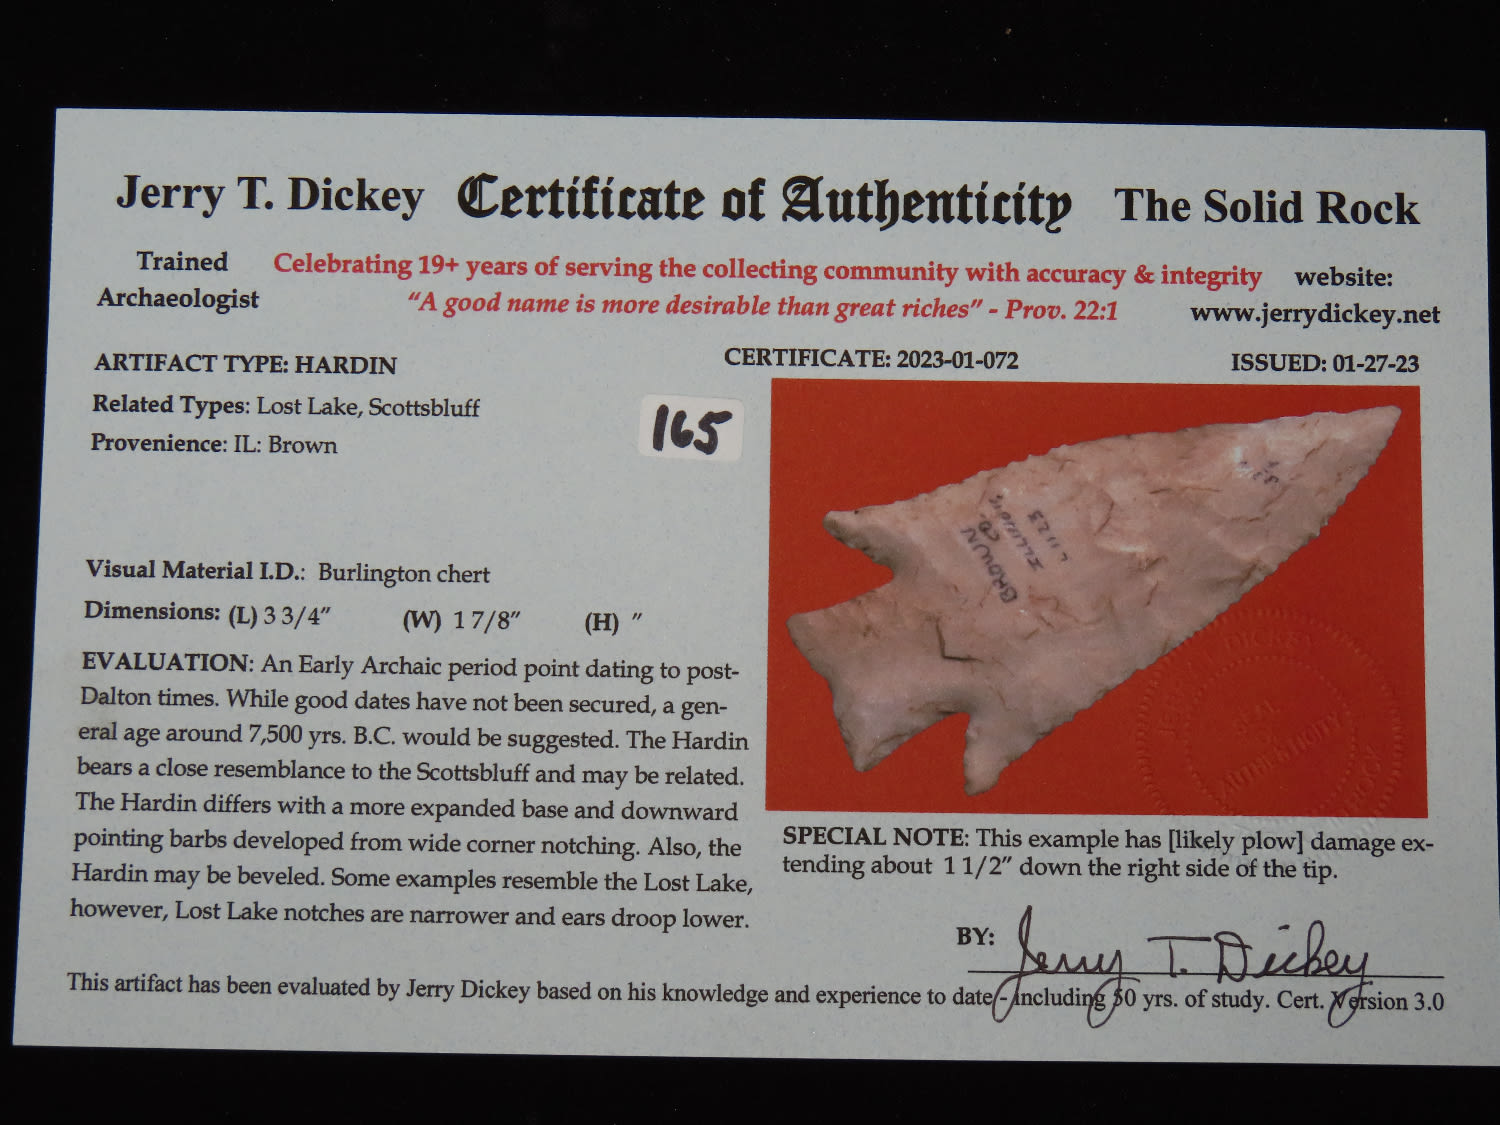 Jerry T. Dickey Certificate of Authenticity The Solid Rock
Trained Archaeologist
Celebrating 19+ years of serving the collecting community with accuracy & integrity
"A good name is more desirable than great riches" - Prov. 22:1
website:
www.jerrydickey.net
ARTIFACT TYPE: HARDIN
CERTIFICATE: 2023-01-072
ISSUED: 01-27-23
Related Types: Lost Lake, Scottsbluff
Provenience: IL: Brown
165
Visual Material I.D.: Burlington chert
Dimensions: (L) 3 3/4" (W) 1 7/8" (H) "
EVALUATION: An Early Archaic period point dating to post-
Dalton times. While good dates have not been secured, a gen-
eral age around 7,500 yrs. B.C. would be suggested. The Hardin
bears a close resemblance to the Scottsbluff and may be related.
The Hardin differs with a more expanded base and downward
pointing barbs developed from wide corner notching. Also, the
Hardin may be beveled. Some examples resemble the Lost Lake,
however, Lost Lake notches are narrower and ears droop lower.
BROWN
CO.
ILLINOIS
DICKEY
SEAL
AUTHENTICITY
SPECIAL NOTE: This example has [likely plow] damage ex-
tending about 1 1/2" down the right side of the tip.
BY: Jerry T. Dickey
This artifact has been evaluated by Jerry Dickey based on his knowledge and experience to date - including 50 yrs. of study. Cert. Version 3.0